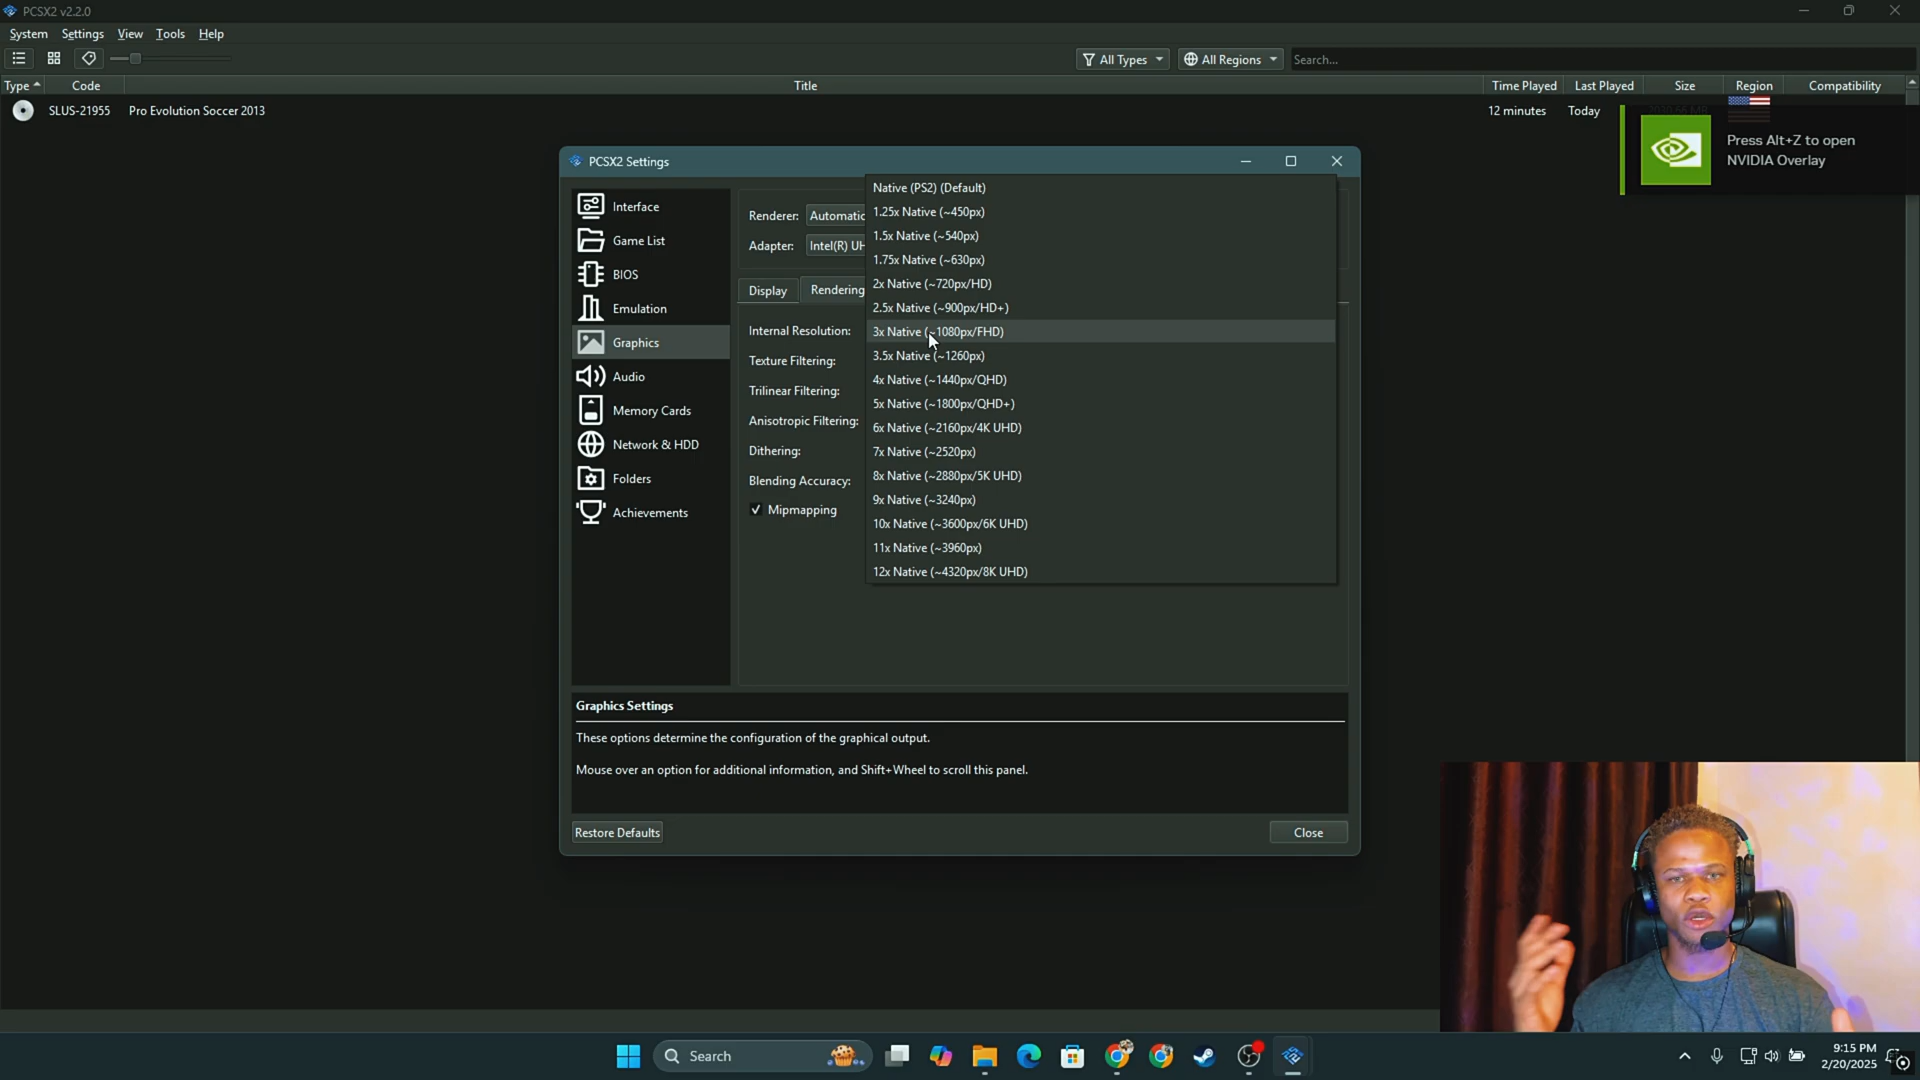 PCSX2 v2.2.0
System Settings View Tools Help
All Types All Regions Search...
Type Code Title Time Played Last Played Size Region Compatibility
SLUS-21955 Pro Evolution Soccer 2013 12 minutes Today
Press Alt+Z to open
NVIDIA Overlay
PCSX2 Settings
Interface
Game List
BIOS
Emulation
Graphics
Audio
Memory Cards
Network & HDD
Folders
Achievements
Renderer: Automatic
Adapter: Intel(R) UH
Display Rendering
Internal Resolution:
Texture Filtering:
Trilinear Filtering:
Anisotropic Filtering:
Dithering:
Blending Accuracy:
Mipmapping
Native (PS2) (Default)
1.25x Native (~450px)
1.5x Native (~540px)
1.75x Native (~630px)
2x Native (~720px/HD)
2.5x Native (~900px/HD+)
3x Native (~1080px/FHD)
3.5x Native (~1260px)
4x Native (~1440px/QHD)
5x Native (~1800px/QHD+)
6x Native (~2160px/4K UHD)
7x Native (~2520px)
8x Native (~2880px/5K UHD)
9x Native (~3240px)
10x Native (~3600px/6K UHD)
11x Native (~3960px)
12x Native (~4320px/8K UHD)
Graphics Settings
These options determine the configuration of the graphical output.
Mouse over an option for additional information, and Shift+Wheel to scroll this panel.
Restore Defaults Close
Search
9:15 PM
2/20/2025